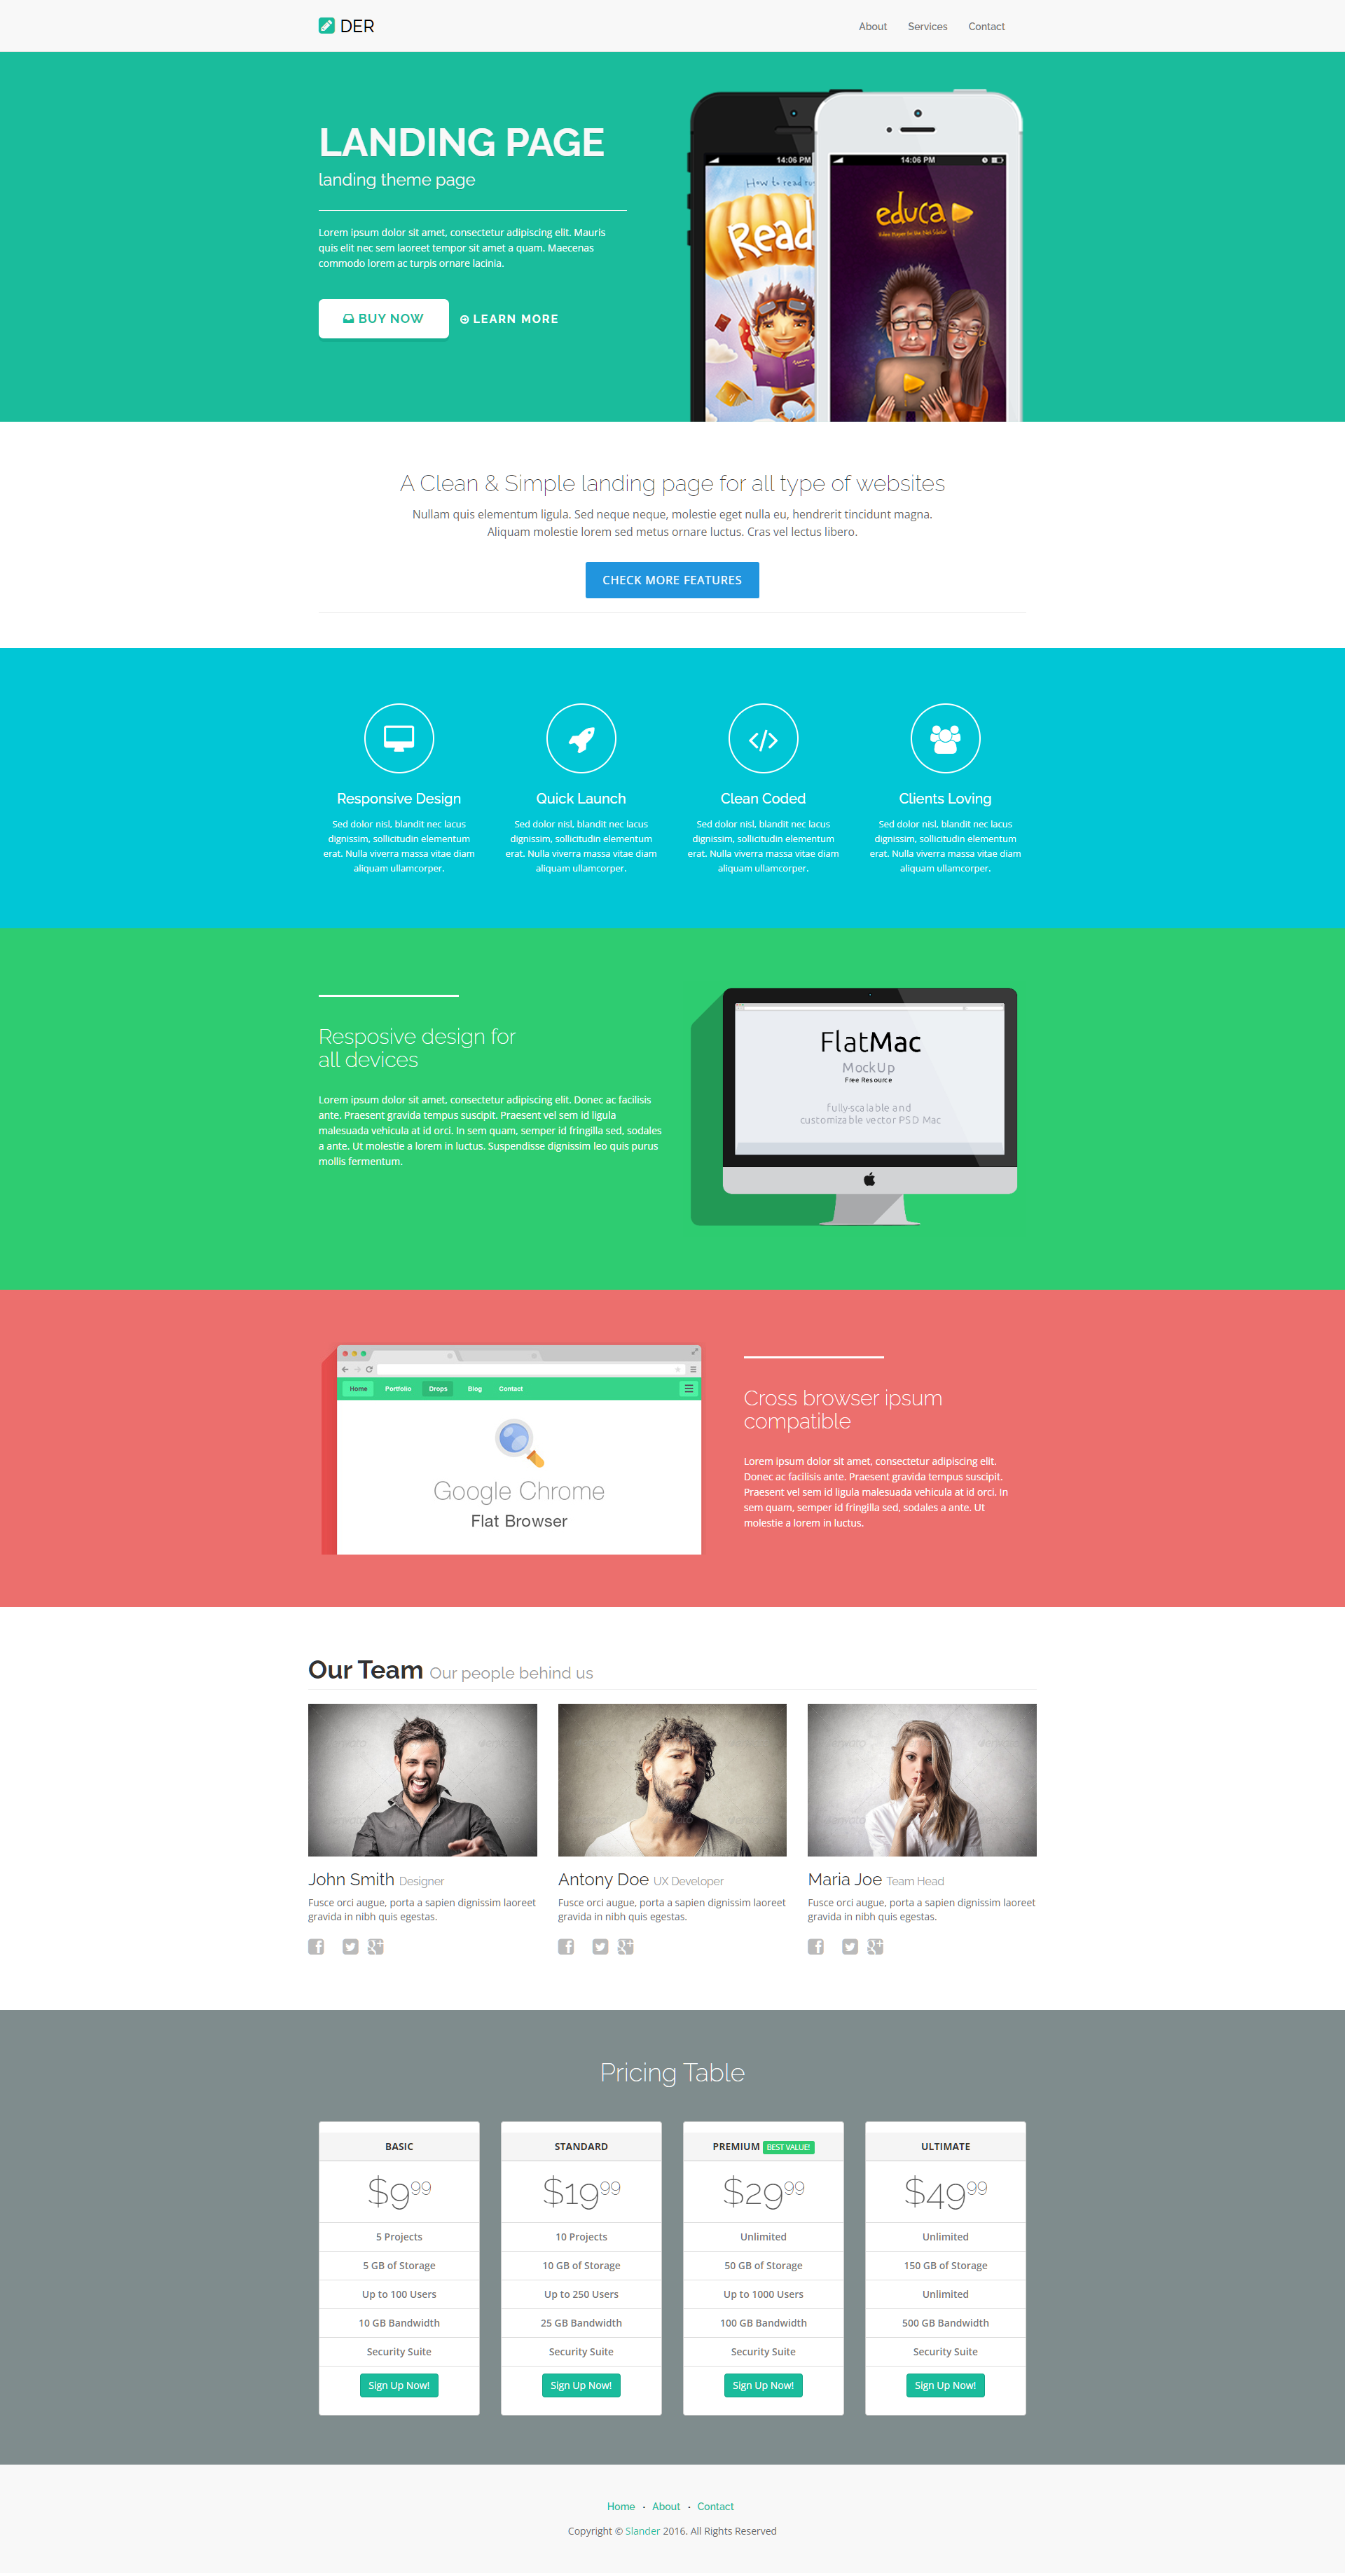 DER
About Services Contact
LANDING PAGE
landing theme page
Lorem ipsum dolor sit amet, consectetur adipiscing elit. Mauris
quis elit nec sem laoreet tempor sit amet a quam. Maecenas
commodo lorem ac turpis ornare lacinia.
BUY NOW
LEARN MORE
14:06 PM
How to read
Read
14:06 PM
educa
A Clean & Simple landing page for all type of websites
Nullam quis elementum ligula. Sed neque neque, molestie eget nulla eu, hendrerit tincidunt magna.
Aliquam molestie lorem sed metus ornare luctus. Cras vel lectus libero.
CHECK MORE FEATURES
Responsive Design
Sed dolor nisl, blandit nec lacus
dignissim, sollicitudin elementum
erat. Nulla viverra massa vitae diam
aliquam ullamcorper.
Quick Launch
Sed dolor nisl, blandit nec lacus
dignissim, sollicitudin elementum
erat. Nulla viverra massa vitae diam
aliquam ullamcorper.
Clean Coded
Sed dolor nisl, blandit nec lacus
dignissim, sollicitudin elementum
erat. Nulla viverra massa vitae diam
aliquam ullamcorper.
Clients Loving
Sed dolor nisl, blandit nec lacus
dignissim, sollicitudin elementum
erat. Nulla viverra massa vitae diam
aliquam ullamcorper.
Resposive design for
all devices
Lorem ipsum dolor sit amet, consectetur adipiscing elit. Donec ac facilisis
ante. Praesent gravida tempus suscipit. Praesent vel sem id ligula
malesuada vehicula at id orci. In sem quam, semper id fringilla sed, sodales
a ante. Ut molestie a lorem in luctus. Suspendisse dignissim leo quis purus
mollis fermentum.
FlatMac
MockUp
Free Resource
fully-scalable and
customizable vector PSD Mac
Home Portfolio Drops Blog Contact
Google Chrome
Flat Browser
Cross browser ipsum
compatible
Lorem ipsum dolor sit amet, consectetur adipiscing elit.
Donec ac facilisis ante. Praesent gravida tempus suscipit.
Praesent vel sem id ligula malesuada vehicula at id orci. In
sem quam, semper id fringilla sed, sodales a ante. Ut
molestie a lorem in luctus.
Our Team Our people behind us
John Smith Designer
Fusce orci augue, porta a sapien dignissim laoreet
gravida in nibh quis egestas.
Antony Doe UX Developer
Fusce orci augue, porta a sapien dignissim laoreet
gravida in nibh quis egestas.
Maria Joe Team Head
Fusce orci augue, porta a sapien dignissim laoreet
gravida in nibh quis egestas.
Pricing Table
BASIC
$9 99
5 Projects
5 GB of Storage
Up to 100 Users
10 GB Bandwidth
Security Suite
Sign Up Now!
STANDARD
$19 99
10 Projects
10 GB of Storage
Up to 250 Users
25 GB Bandwidth
Security Suite
Sign Up Now!
PREMIUM BEST VALUE!
$29 99
Unlimited
50 GB of Storage
Up to 1000 Users
100 GB Bandwidth
Security Suite
Sign Up Now!
ULTIMATE
$49 99
Unlimited
150 GB of Storage
Unlimited
500 GB Bandwidth
Security Suite
Sign Up Now!
Home • About • Contact
Copyright © Slander 2016. All Rights Reserved